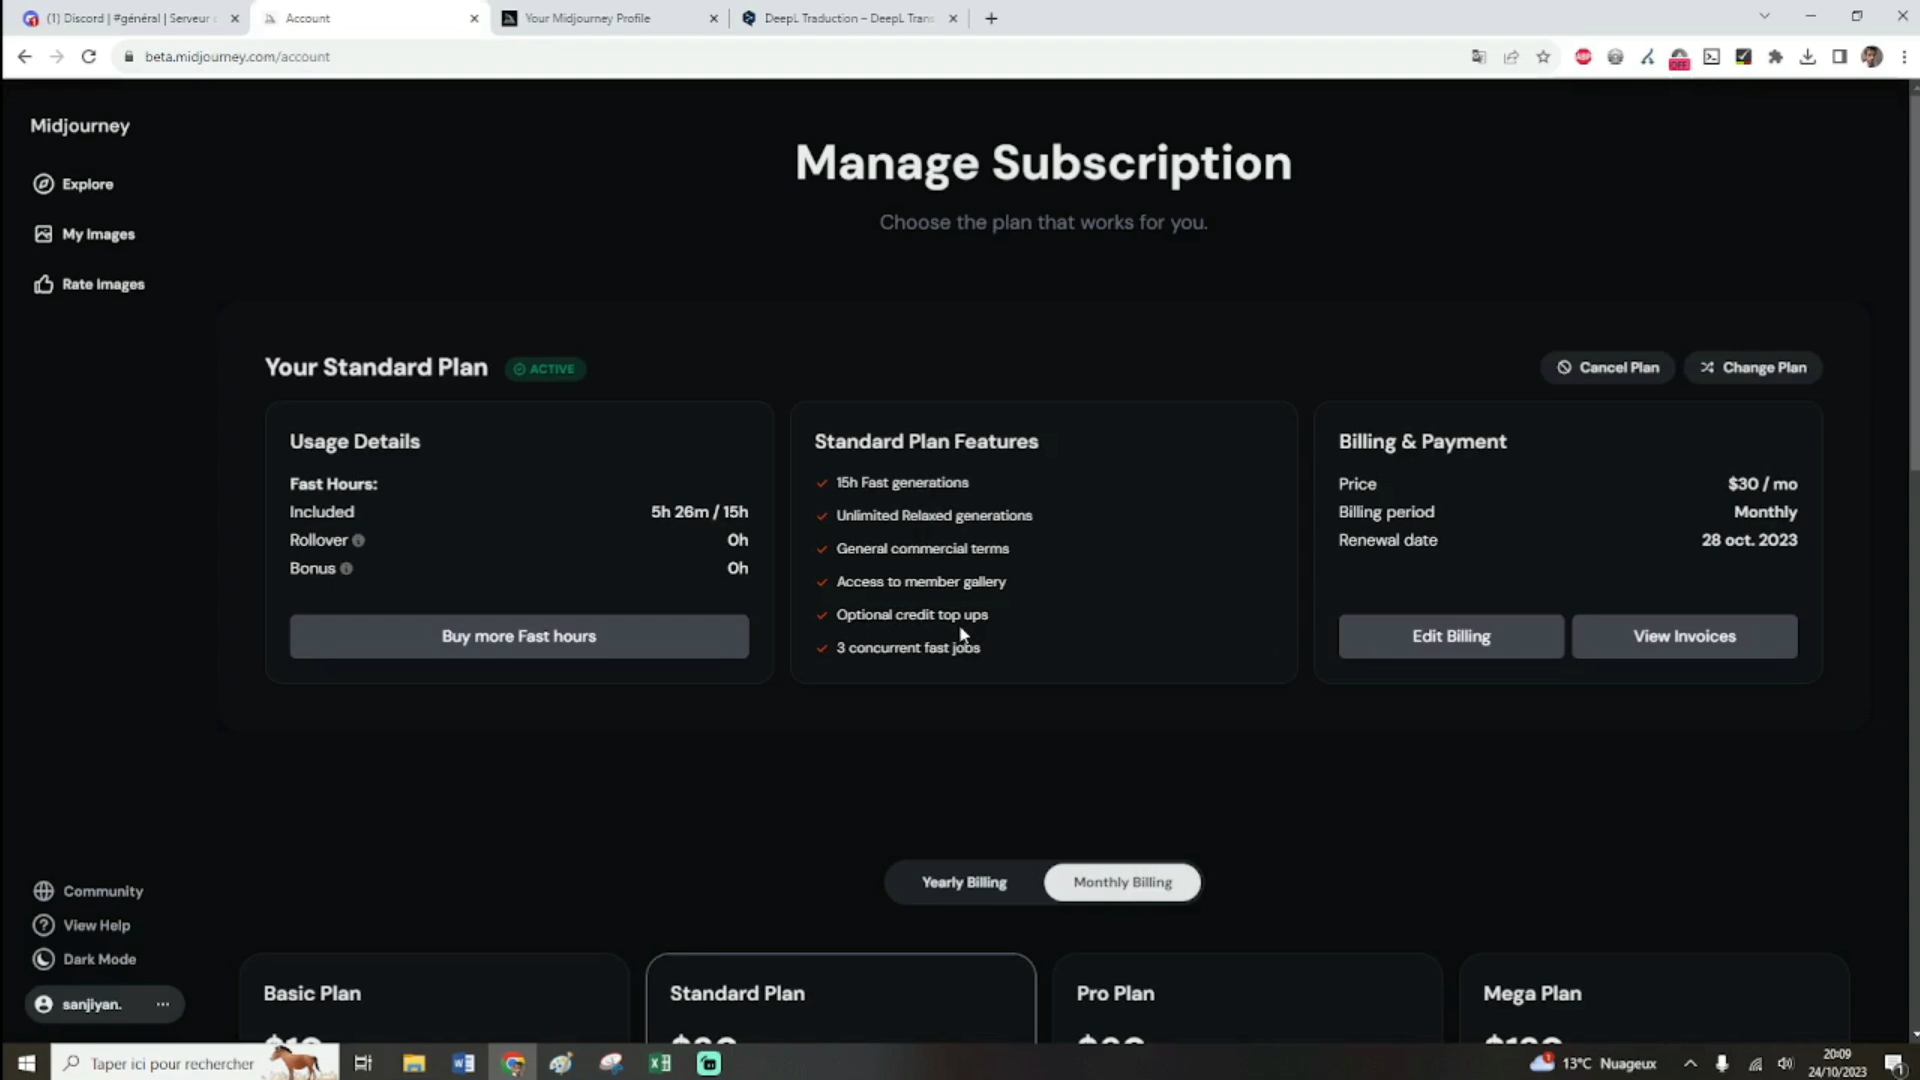 (1) Discord | #général | Serveur
Account
Your Midjourney Profile
DeepL Traduction – DeepL Trans
beta.midjourney.com/account
ABP
OFF
Midjourney
Explore
My Images
Rate Images
Manage Subscription
Choose the plan that works for you.
Your Standard Plan
ACTIVE
Cancel Plan
Change Plan
Usage Details
Fast Hours:
Included 5h 26m / 15h
Rollover 0h
Bonus 0h
Buy more Fast hours
Standard Plan Features
15h Fast generations
Unlimited Relaxed generations
General commercial terms
Access to member gallery
Optional credit top ups
3 concurrent fast jobs
Billing & Payment
Price $30 / mo
Billing period Monthly
Renewal date 28 oct. 2023
Edit Billing
View Invoices
Yearly Billing
Monthly Billing
Community
View Help
Dark Mode
sanjiyan.
Basic Plan
Standard Plan
Pro Plan
Mega Plan
Taper ici pour rechercher
13°C Nuageux
20:09
24/10/2023